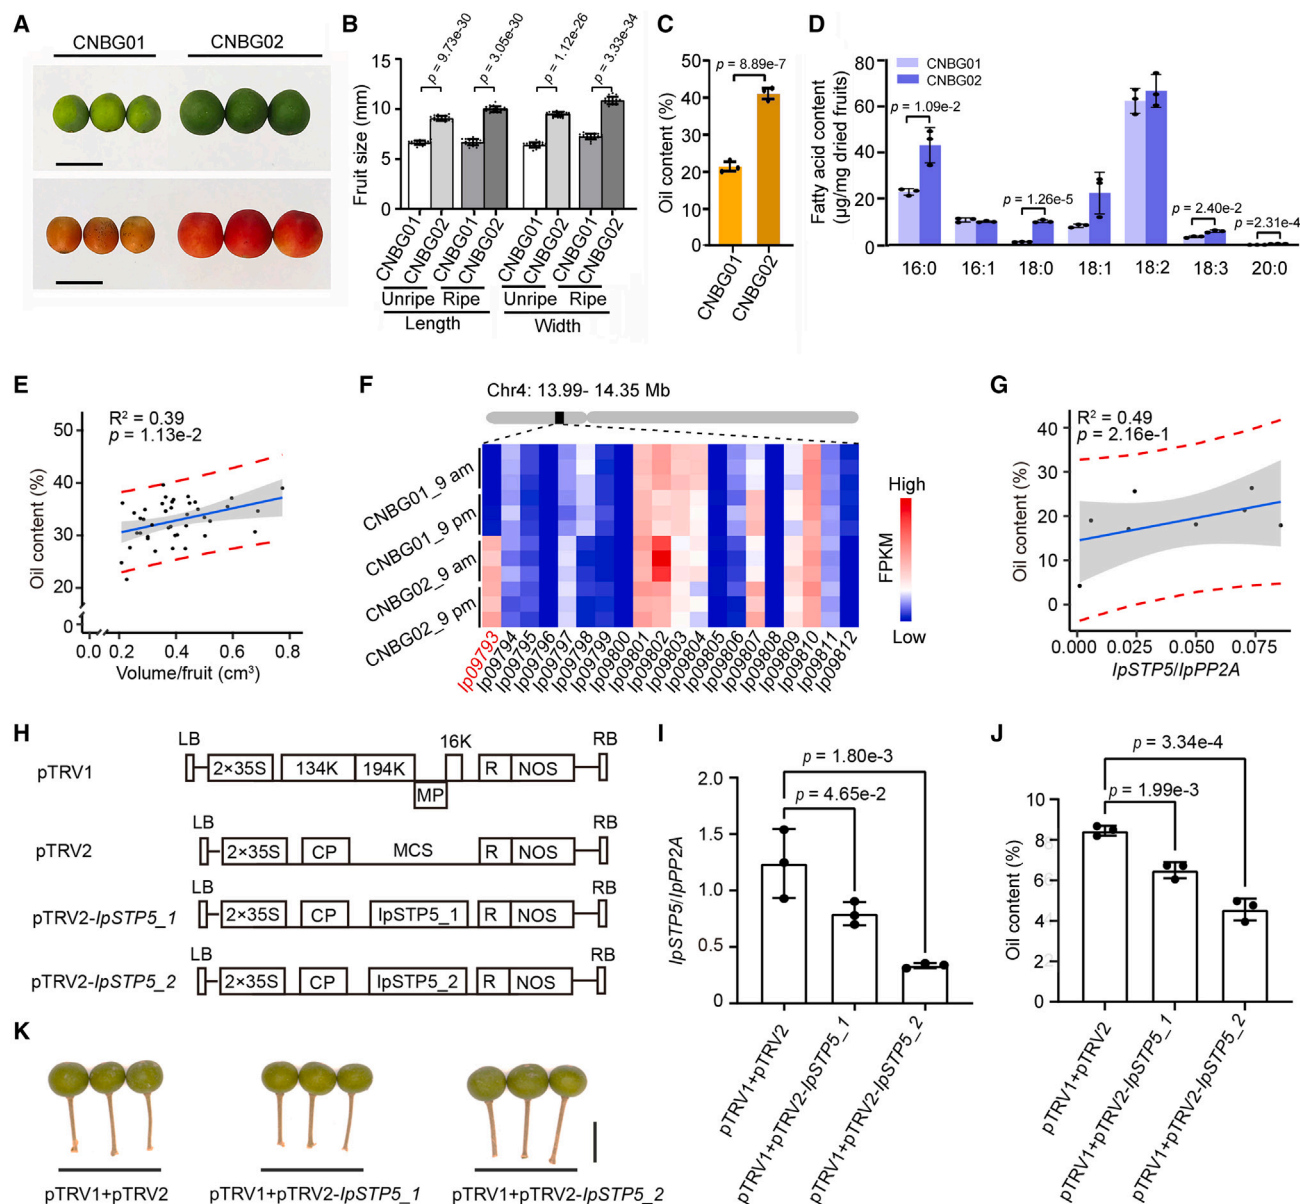 A
CNBG01 CNBG02
B
p = 9.73e-30
p = 3.05e-30
p = 1.12e-26
p = 3.33e-34
Fruit size (mm)
15
10
5
0
CNBG01 CNBG02 CNBG01 CNBG02 CNBG01 CNBG02 CNBG01 CNBG02
Unripe Ripe Unripe Ripe
Length Width
C
p = 8.89e-7
Oil content (%)
50
40
30
20
10
0
CNBG01 CNBG02
D
CNBG01
CNBG02
Fatty acid content
(μg/mg dried fruits)
80
60
40
20
0
p = 1.09e-2
p = 1.26e-5
p = 2.40e-2
p =2.31e-4
16:0 16:1 18:0 18:1 18:2 18:3 20:0
E
R² = 0.39
p = 1.13e-2
Oil content (%)
50
40
30
20
0
0.0 0.2 0.4 0.6 0.8
Volume/fruit (cm³)
F
Chr4: 13.99- 14.35 Mb
CNBG01_9 am
CNBG01_9 pm
CNBG02_9 am
CNBG02_9 pm
Ip09793 Ip09794 Ip09795 Ip09796 Ip09797 Ip09798 Ip09799 Ip09800 Ip09801 Ip09802 Ip09803 Ip09804 Ip09805 Ip09806 Ip09807 Ip09808 Ip09809 Ip09810 Ip09811 Ip09812
High
FPKM
Low
G
R² = 0.49
p = 2.16e-1
Oil content (%)
40
30
20
10
0
0.000 0.025 0.050 0.075
IpSTP5/IpPP2A
H
pTRV1
LB 2×35S 134K 194K MP 16K R NOS RB
pTRV2
LB 2×35S CP MCS R NOS RB
pTRV2-IpSTP5_1
LB 2×35S CP IpSTP5_1 R NOS RB
pTRV2-IpSTP5_2
LB 2×35S CP IpSTP5_2 R NOS RB
I
p = 1.80e-3
p = 4.65e-2
IpSTP5/IpPP2A
2.0
1.5
1.0
0.5
0
pTRV1+pTRV2
pTRV1+pTRV2-IpSTP5_1
pTRV1+pTRV2-IpSTP5_2
J
p = 3.34e-4
p = 1.99e-3
Oil content (%)
10
8
6
4
2
0
pTRV1+pTRV2
pTRV1+pTRV2-IpSTP5_1
pTRV1+pTRV2-IpSTP5_2
K
pTRV1+pTRV2 pTRV1+pTRV2-IpSTP5_1 pTRV1+pTRV2-IpSTP5_2